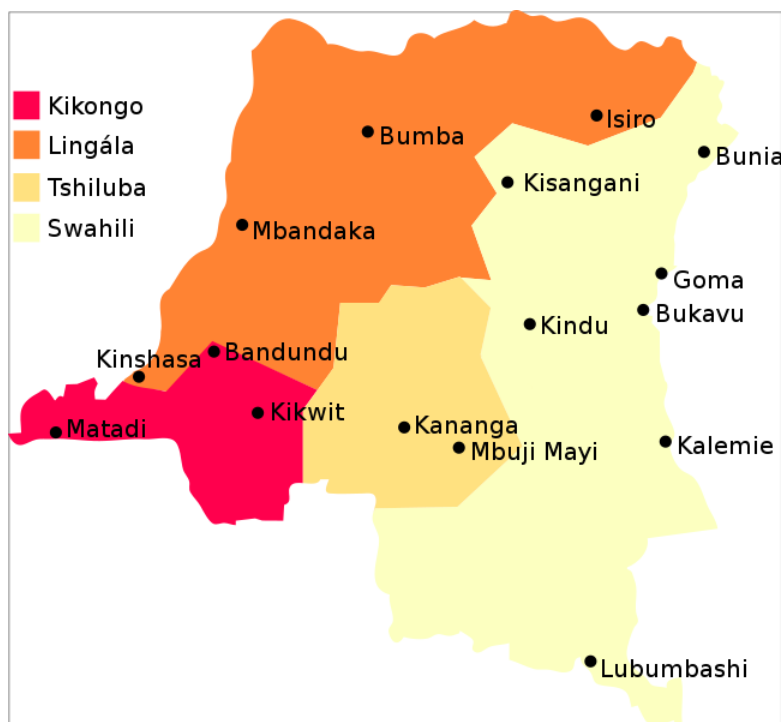 Kikongo
Lingála
Tshiluba
Swahili
Isiro
Bumba
Bunia
Kisangani
Mbandaka
Goma
Bukavu
Kindu
Bandundu
Kinshasa
Kikwit
Kananga
Matadi
Mbuji Mayi
Kalemie
Lubumbashi